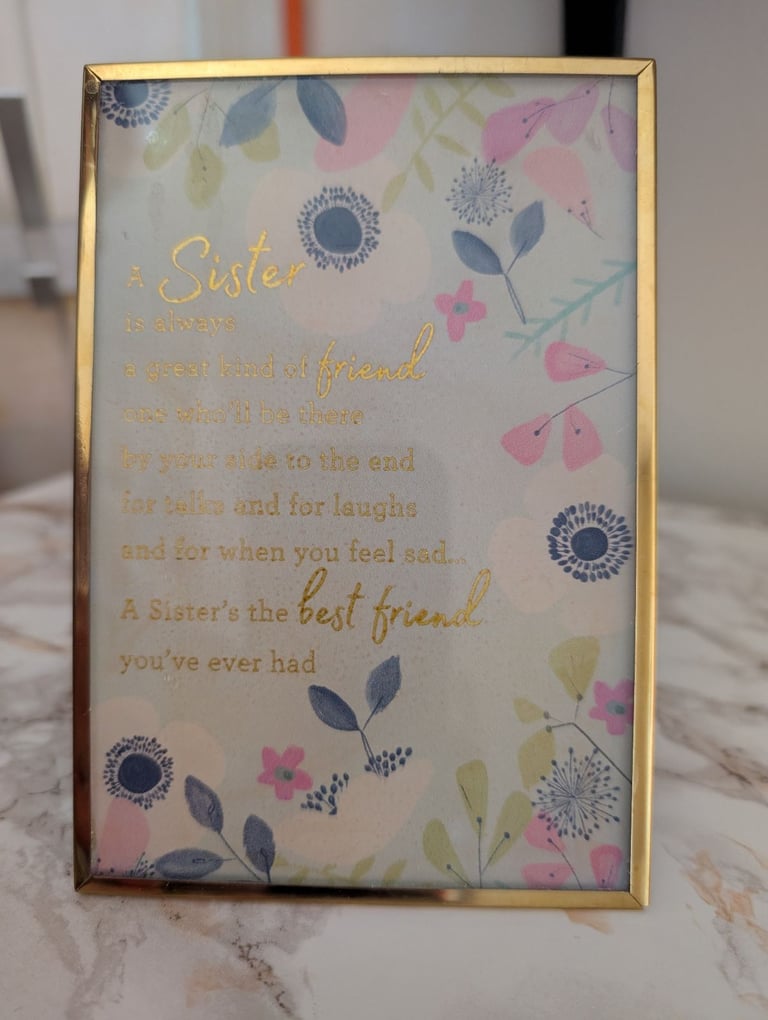 A Sister
is always
a great kind of friend
one who'll be there
by your side to the end
for talks and for laughs
and for when you feel sad...
A Sister's the best friend
you've ever had